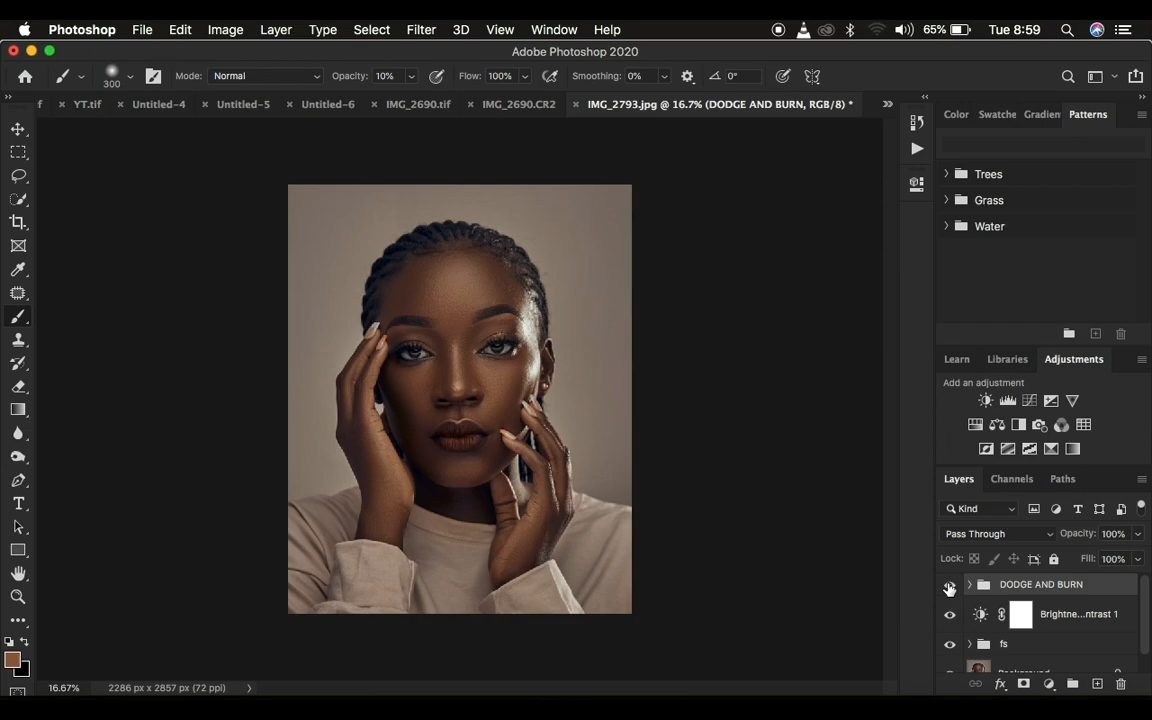 Photoshop File Edit Image Layer Type Select Filter 3D View Window Help 65% Tue 8:59
Adobe Photoshop 2020
300 Mode: Normal Opacity: 10% Flow: 100% Smoothing: 0% 0°
f × YT.tif × Untitled-4 × Untitled-5 × Untitled-6 × IMG_2690.tif × IMG_2690.CR2 × IMG_2793.jpg @ 16.7% (DODGE AND BURN, RGB/8) *
Color Swatche Gradien Patterns
Trees
Grass
Water
Learn Libraries Adjustments
Add an adjustment
Layers Channels Paths
Kind
Pass Through Opacity: 100%
Lock: Fill: 100%
DODGE AND BURN
Brightne...ntrast 1
fs
Background
16.67% 2286 px x 2857 px (72 ppi)